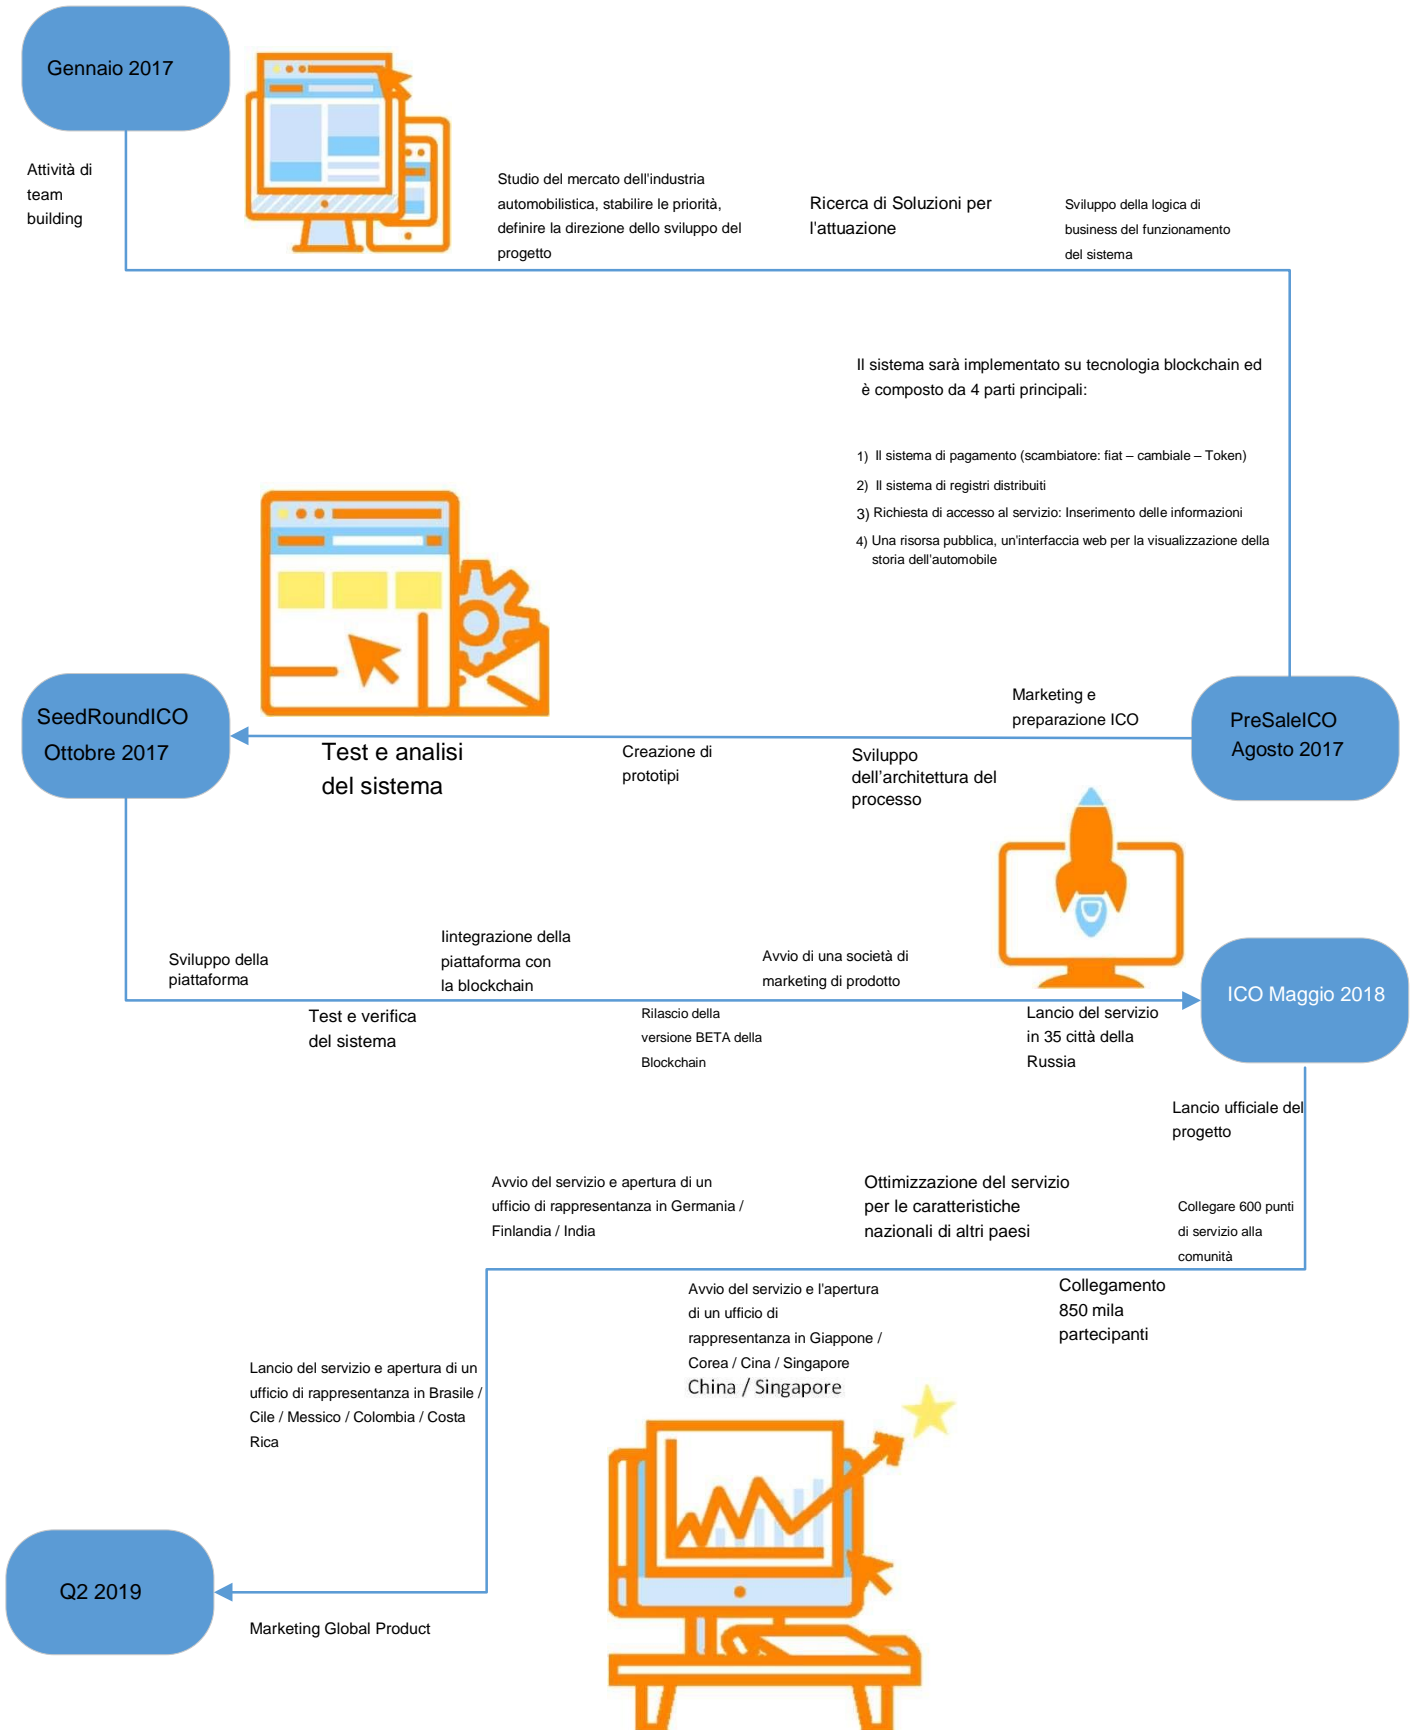 Gennaio 2017
Attività di
team
building
Studio del mercato dell'industria
automobilistica, stabilire le priorità,
definire la direzione dello sviluppo del
progetto
Ricerca di Soluzioni per
l'attuazione
Sviluppo della logica di
business del funzionamento
del sistema
Il sistema sarà implementato su tecnologia blockchain ed
è composto da 4 parti principali:
1) Il sistema di pagamento (scambiatore: fiat – cambiale – Token)
2) Il sistema di registri distribuiti
3) Richiesta di accesso al servizio: Inserimento delle informazioni
4) Una risorsa pubblica, un'interfaccia web per la visualizzazione della
storia dell'automobile
PreSaleICO
Agosto 2017
Marketing e
preparazione ICO
Sviluppo
dell’architettura del
processo
Creazione di
prototipi
Test e analisi
del sistema
SeedRoundICO
Ottobre 2017
Sviluppo della
piattaforma
Test e verifica
del sistema
Iintegrazione della
piattaforma con
la blockchain
Rilascio della
versione BETA della
Blockchain
Avvio di una società di
marketing di prodotto
Lancio del servizio
in 35 città della
Russia
ICO Maggio 2018
Lancio ufficiale del
progetto
Collegare 600 punti
di servizio alla
comunità
Collegamento
850 mila
partecipanti
Ottimizzazione del servizio
per le caratteristiche
nazionali di altri paesi
Avvio del servizio e l'apertura
di un ufficio di
rappresentanza in Giappone /
Corea / Cina / Singapore
China / Singapore
Avvio del servizio e apertura di un
ufficio di rappresentanza in Germania /
Finlandia / India
Lancio del servizio e apertura di un
ufficio di rappresentanza in Brasile /
Cile / Messico / Colombia / Costa
Rica
Marketing Global Product
Q2 2019